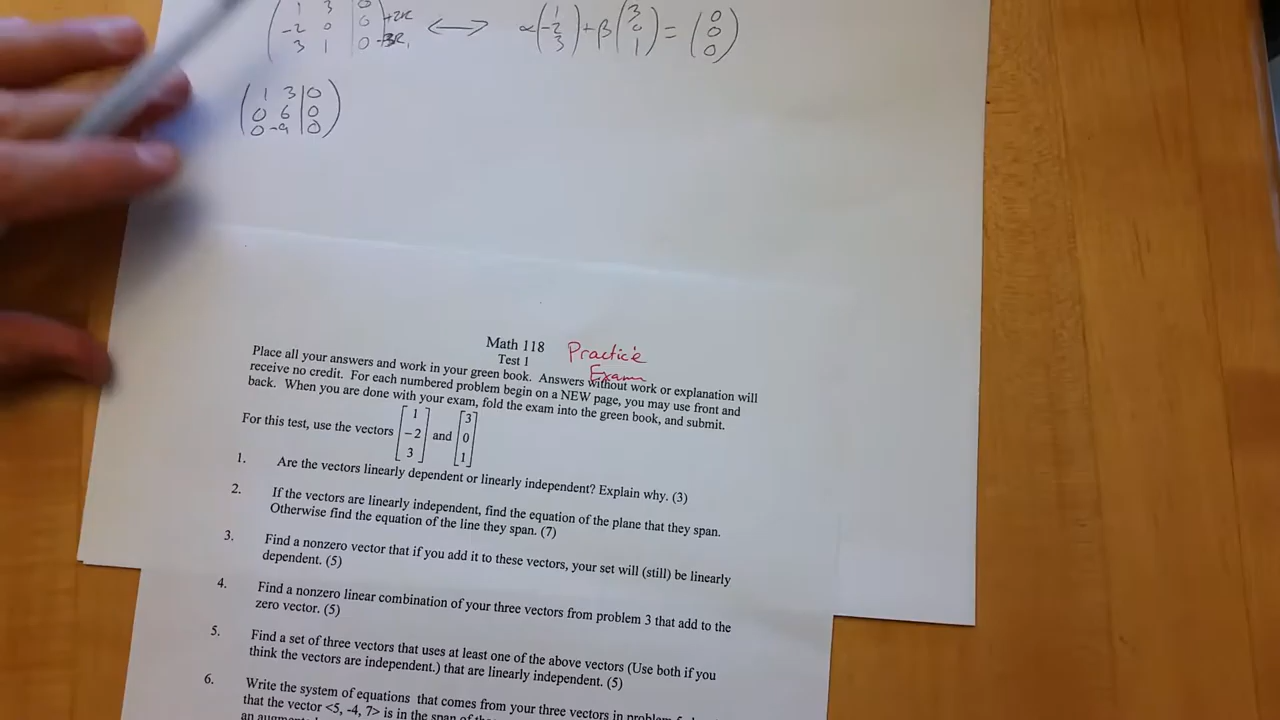 1 3 0
-2 0 0 +2R ⟷ α(1 -2 3) + β(3 0 1) = (0 0 0)
3 1 0 -3R₁
1 3 | 0
0 6 | 0
0 -9 | 0
Math 118 Practice
Test 1 Exam
Place all your answers and work in your green book. Answers without work or explanation will
receive no credit. For each numbered problem begin on a NEW page, you may use front and
back. When you are done with your exam, fold the exam into the green book, and submit.
For this test, use the vectors [1 -2 3] and [3 0 1]
1. Are the vectors linearly dependent or linearly independent? Explain why. (3)
2. If the vectors are linearly independent, find the equation of the plane that they span.
Otherwise find the equation of the line they span. (7)
3. Find a nonzero vector that if you add it to these vectors, your set will (still) be linearly
dependent. (5)
4. Find a nonzero linear combination of your three vectors from problem 3 that add to the
zero vector. (5)
5. Find a set of three vectors that uses at least one of the above vectors (Use both if you
think the vectors are independent.) that are linearly independent. (5)
6. Write the system of equations that comes from your three vectors in problem
that the vector <5, -4, 7> is in the span of